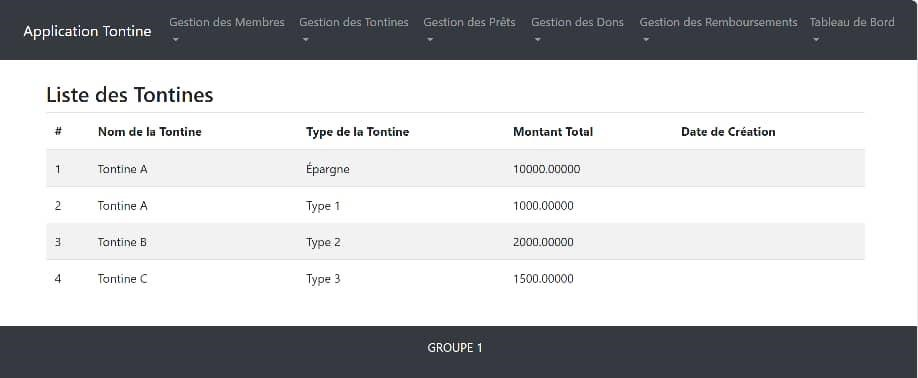 Application Tontine Gestion des Membres Gestion des Tontines Gestion des Prêts Gestion des Dons Gestion des Remboursements Tableau de Bord
Liste des Tontines
# Nom de la Tontine Type de la Tontine Montant Total Date de Création
1 Tontine A Épargne 10000.00000
2 Tontine A Type 1 1000.00000
3 Tontine B Type 2 2000.00000
4 Tontine C Type 3 1500.00000
GROUPE 1